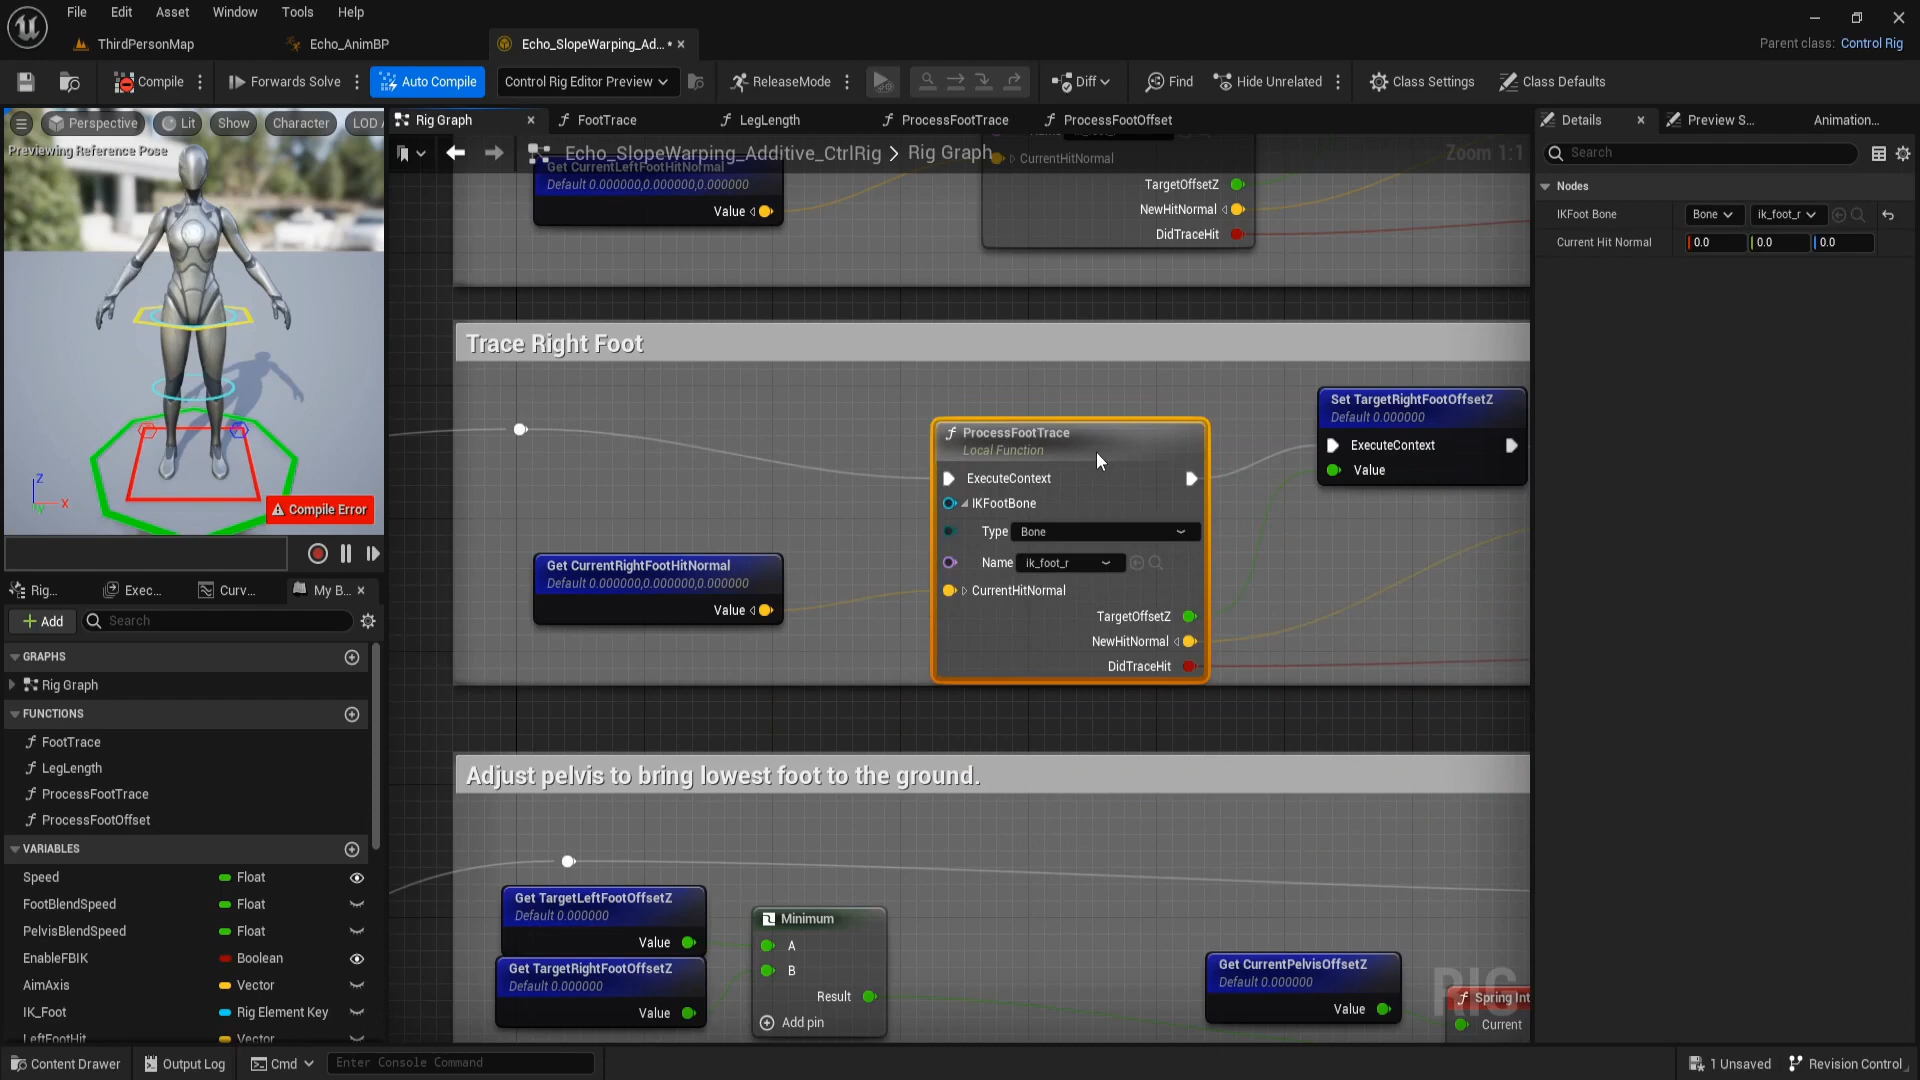 File Edit Asset Window Tools Help
ThirdPersonMap
Echo_AnimBP
Echo_SlopeWarping_Ad... •
Parent class: Control Rig
Compile
Forwards Solve
Auto Compile
Control Rig Editor Preview
ReleaseMode
Diff
Find
Hide Unrelated
Class Settings
Class Defaults
Perspective
Lit
Show
Character
LOD
Previewing Reference Pose
Z
X
Y
Compile Error
Rig Graph
FootTrace
LegLength
ProcessFootTrace
ProcessFootOffset
Echo_SlopeWarping_Additive_CtrlRig > Rig Graph
Zoom 1:1
Get CurrentLeftFootHitNormal
Default 0.000000,0.000000,0.000000
Value
CurrentHitNormal
TargetOffsetZ
NewHitNormal
DidTraceHit
Trace Right Foot
ProcessFootTrace
Local Function
ExecuteContext
IKFootBone
Type Bone
Name ik_foot_r
CurrentHitNormal
TargetOffsetZ
NewHitNormal
DidTraceHit
Set TargetRightFootOffsetZ
Default 0.000000
ExecuteContext
Value
Get CurrentRightFootHitNormal
Default 0.000000,0.000000,0.000000
Value
Adjust pelvis to bring lowest foot to the ground.
Get TargetLeftFootOffsetZ
Default 0.000000
Value
Get TargetRightFootOffsetZ
Default 0.000000
Value
Minimum
A
B
Result
Add pin
Get CurrentPelvisOffsetZ
Default 0.000000
Value
RIG
Spring Int
Current
Details
Preview S...
Animation...
Search
Nodes
IKFoot Bone Bone ik_foot_r
Current Hit Normal 0.0 0.0 0.0
Rig...
Exec...
Curv...
My B...
Add
Search
GRAPHS
Rig Graph
FUNCTIONS
FootTrace
LegLength
ProcessFootTrace
ProcessFootOffset
VARIABLES
Speed Float
FootBlendSpeed Float
PelvisBlendSpeed Float
EnableFBIK Boolean
AimAxis Vector
IK_Foot Rig Element Key
LeftFootHit Vector
Content Drawer
Output Log
Cmd
Enter Console Command
1 Unsaved
Revision Control